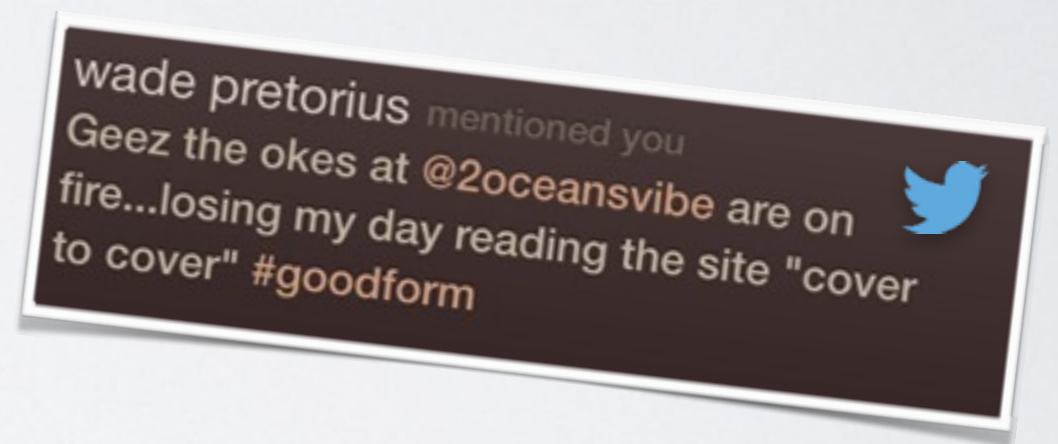 wade pretorius mentioned you
Geez the okes at @2oceansvibe are on
fire...losing my day reading the site "cover
to cover" #goodform